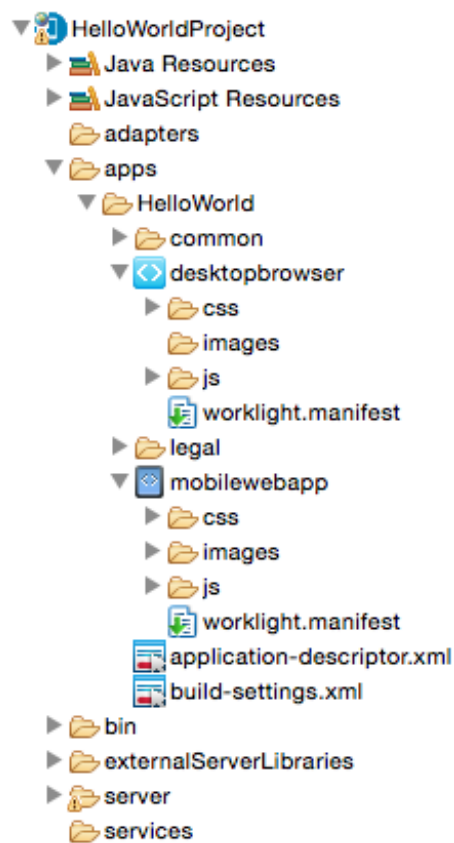 HelloWorldProject
Java Resources
JavaScript Resources
adapters
apps
HelloWorld
common
desktopbrowser
css
images
js
worklight.manifest
legal
mobilewebapp
css
images
js
worklight.manifest
application-descriptor.xml
build-settings.xml
bin
externalServerLibraries
server
services